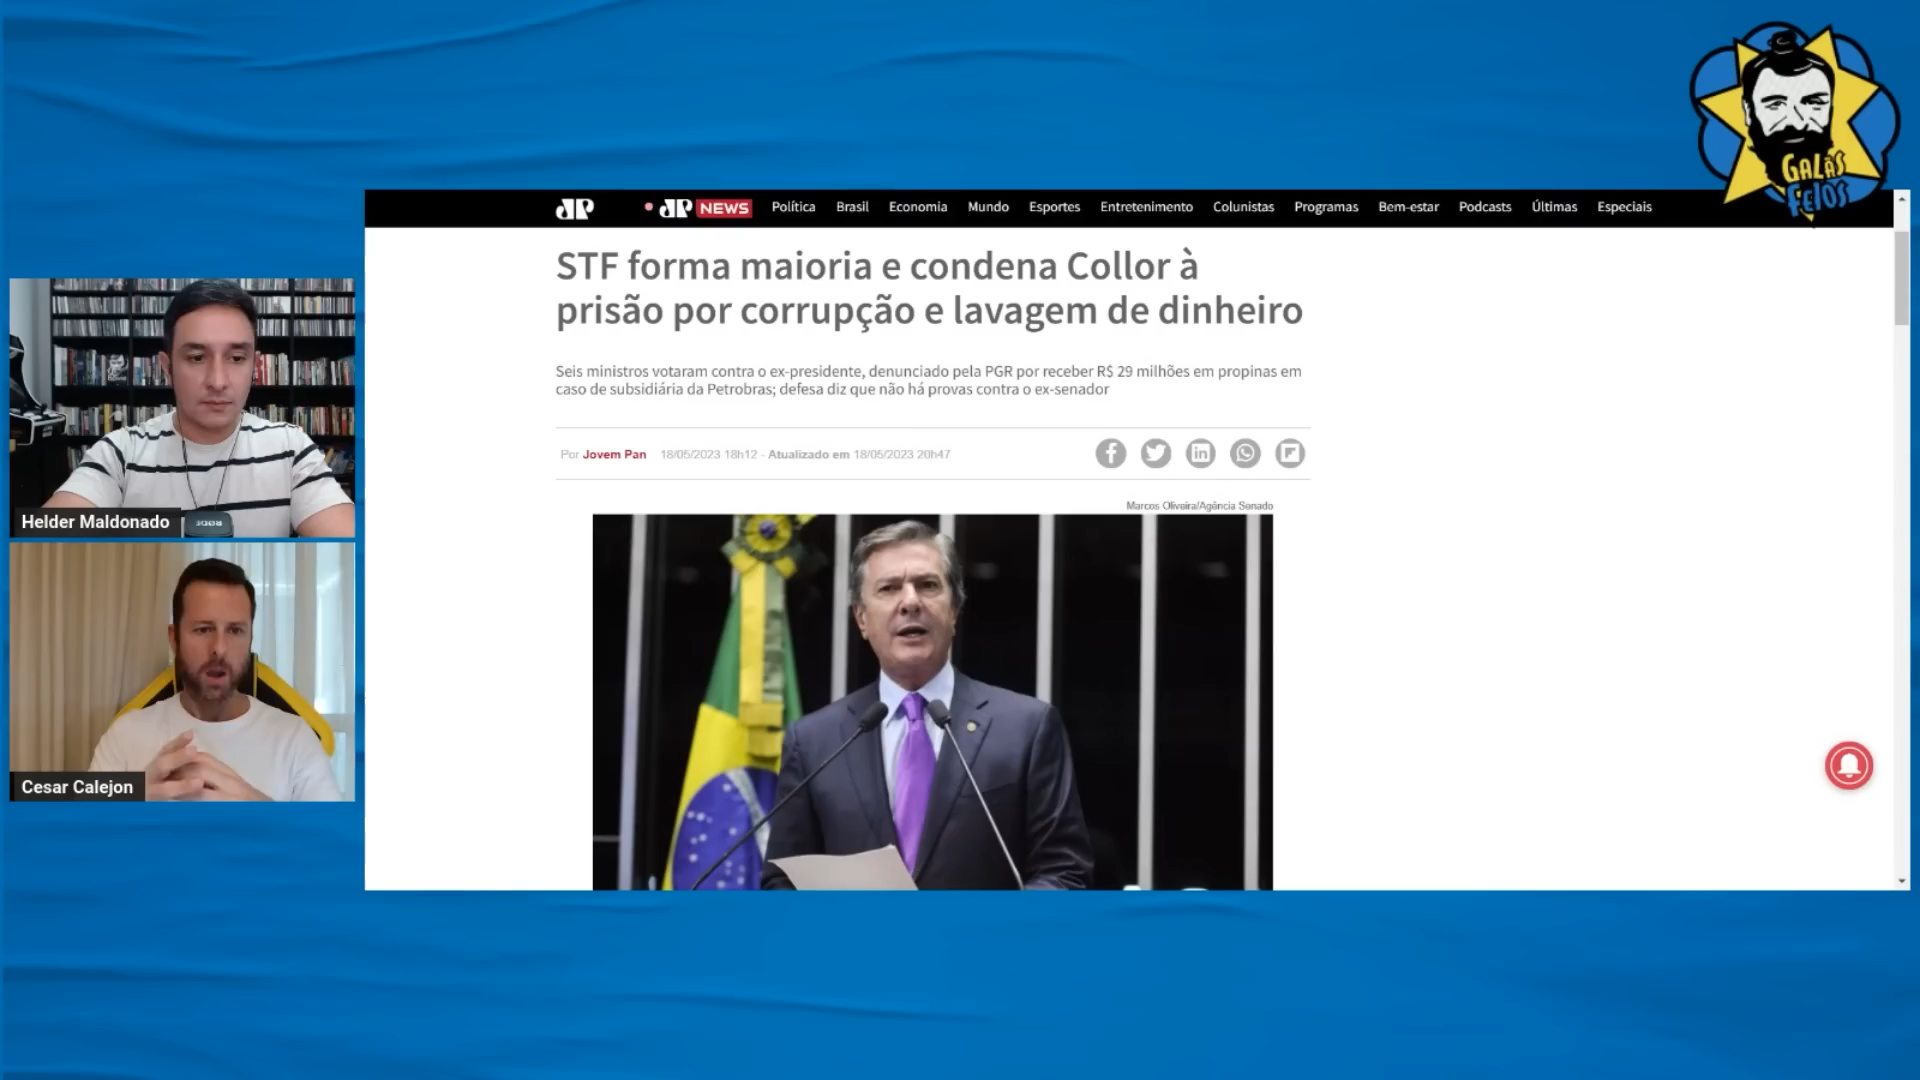 GALÃS
FEIOS
JP
JP NEWS
Política
Brasil
Economia
Mundo
Esportes
Entretenimento
Colunistas
Programas
Bem-estar
Podcasts
Últimas
Especiais
STF forma maioria e condena Collor à
prisão por corrupção e lavagem de dinheiro
Seis ministros votaram contra o ex-presidente, denunciado pela PGR por receber R$ 29 milhões em propinas em
caso de subsidiária da Petrobras; defesa diz que não há provas contra o ex-senador
Por Jovem Pan 18/05/2023 18h12 - Atualizado em 18/05/2023 20h47
Marcos Oliveira/Agência Senado
Helder Maldonado
Cesar Calejon